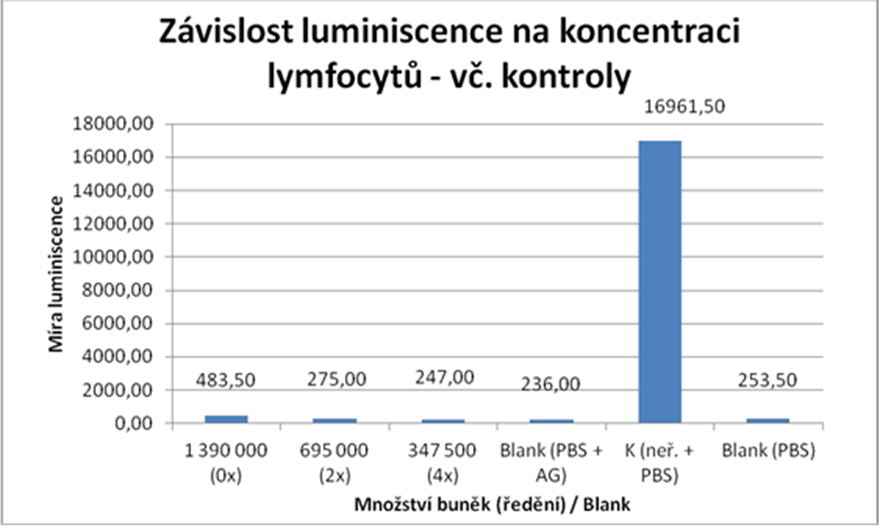 Závislost luminiscence na koncentraci
lymfocytů - vč. kontroly
Míra luminiscence
18000,00
16000,00
14000,00
12000,00
10000,00
8000,00
6000,00
4000,00
2000,00
0,00
483,50
275,00
247,00
236,00
16961,50
253,50
1 390 000
(0x)
695 000
(2x)
347 500
(4x)
Blank (PBS +
AG)
K (neř. +
PBS)
Blank (PBS)
Množství buněk (ředění) / Blank